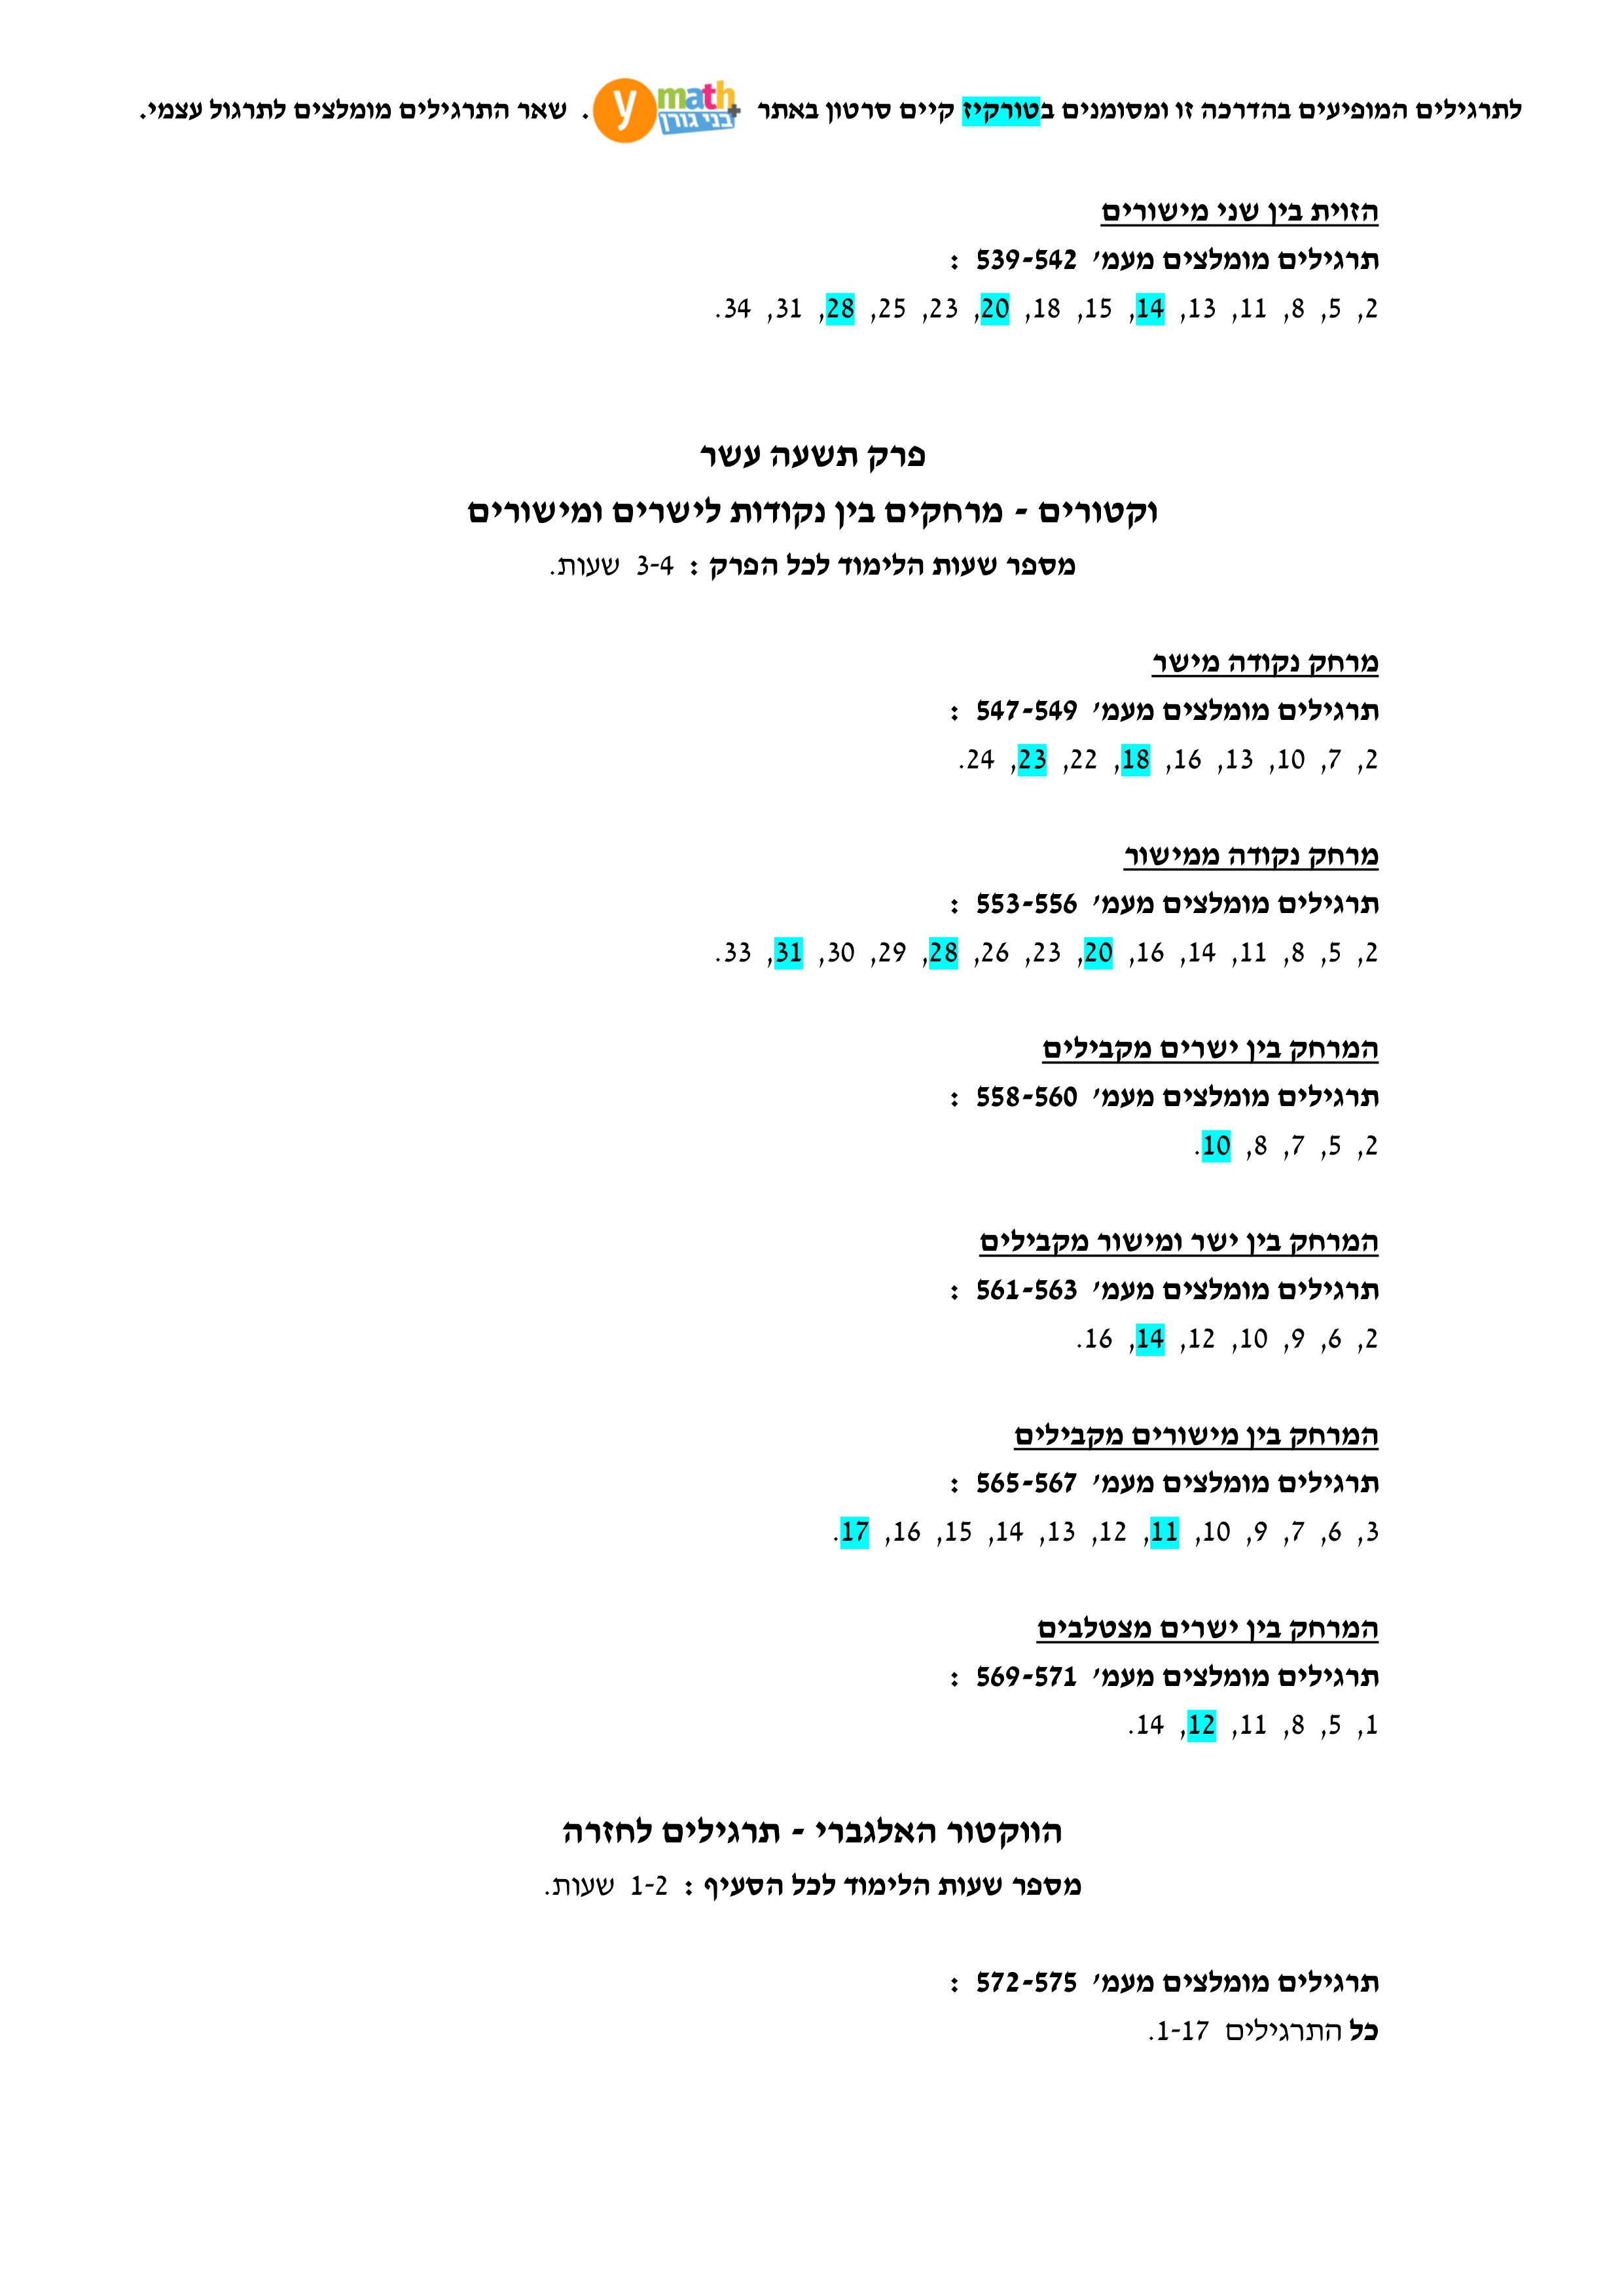 לתרגילים המופיעים בהדרכה זו ומסומנים בטורקיז קיים סרטון באתר y math+ בני גורן . שאר התרגילים מומלצים לתרגול עצמי.
הזוית בין שני מישורים
תרגילים מומלצים מעמ' 539-542 :
2, 5, 8, 11, 13, 14, 15, 18, 20, 23, 25, 28, 31, 34.
פרק תשעה עשר
וקטורים - מרחקים בין נקודות לישרים ומישורים
מספר שעות הלימוד לכל הפרק : 3-4 שעות.
מרחק נקודה מישר
תרגילים מומלצים מעמ' 547-549 :
2, 7, 10, 13, 16, 18, 22, 23, 24.
מרחק נקודה ממישור
תרגילים מומלצים מעמ' 553-556 :
2, 5, 8, 11, 14, 16, 20, 23, 26, 28, 29, 30, 31, 33.
המרחק בין ישרים מקבילים
תרגילים מומלצים מעמ' 558-560 :
2, 5, 7, 8, 10.
המרחק בין ישר ומישור מקבילים
תרגילים מומלצים מעמ' 561-563 :
2, 6, 9, 10, 12, 14, 16.
המרחק בין מישורים מקבילים
תרגילים מומלצים מעמ' 565-567 :
3, 6, 7, 9, 10, 11, 12, 13, 14, 15, 16, 17.
המרחק בין ישרים מצטלבים
תרגילים מומלצים מעמ' 569-571 :
1, 5, 8, 11, 12, 14.
הווקטור האלגברי - תרגילים לחזרה
מספר שעות הלימוד לכל הסעיף : 1-2 שעות.
תרגילים מומלצים מעמ' 572-575 :
כל התרגילים 1-17.